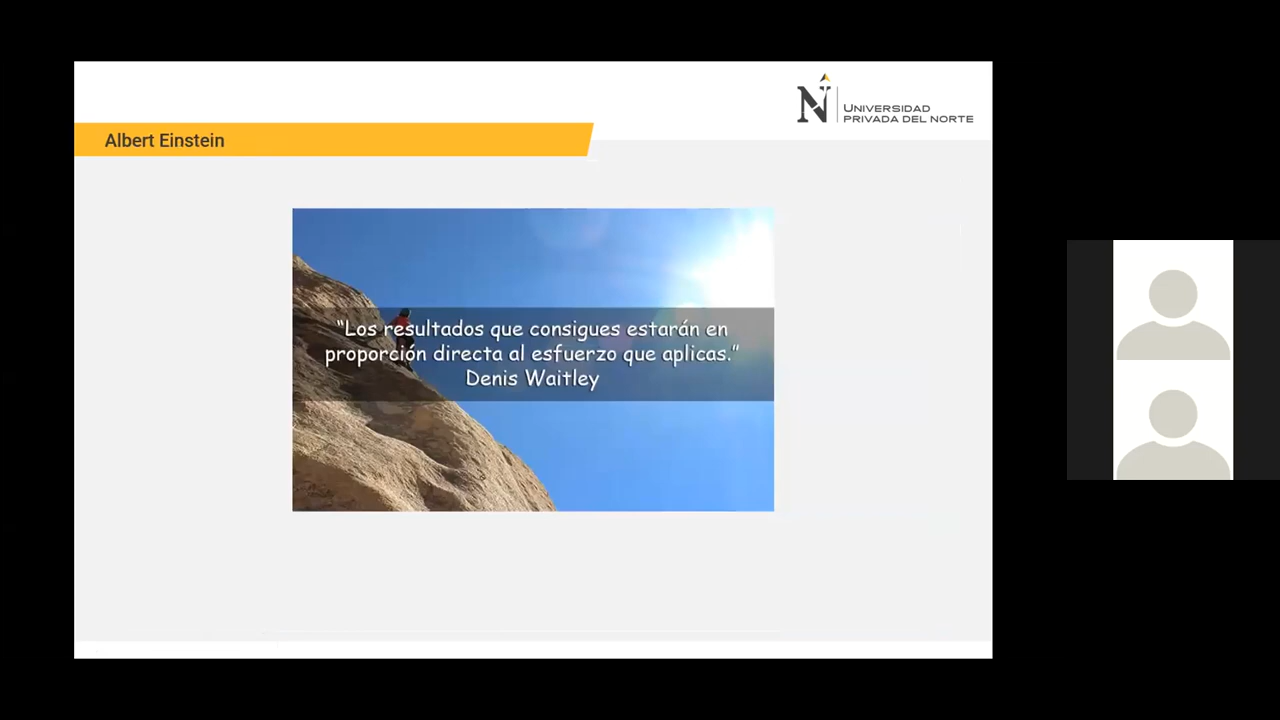 UNIVERSIDAD
PRIVADA DEL NORTE
Albert Einstein
“Los resultados que consigues estarán en
proporción directa al esfuerzo que aplicas.”
Denis Waitley